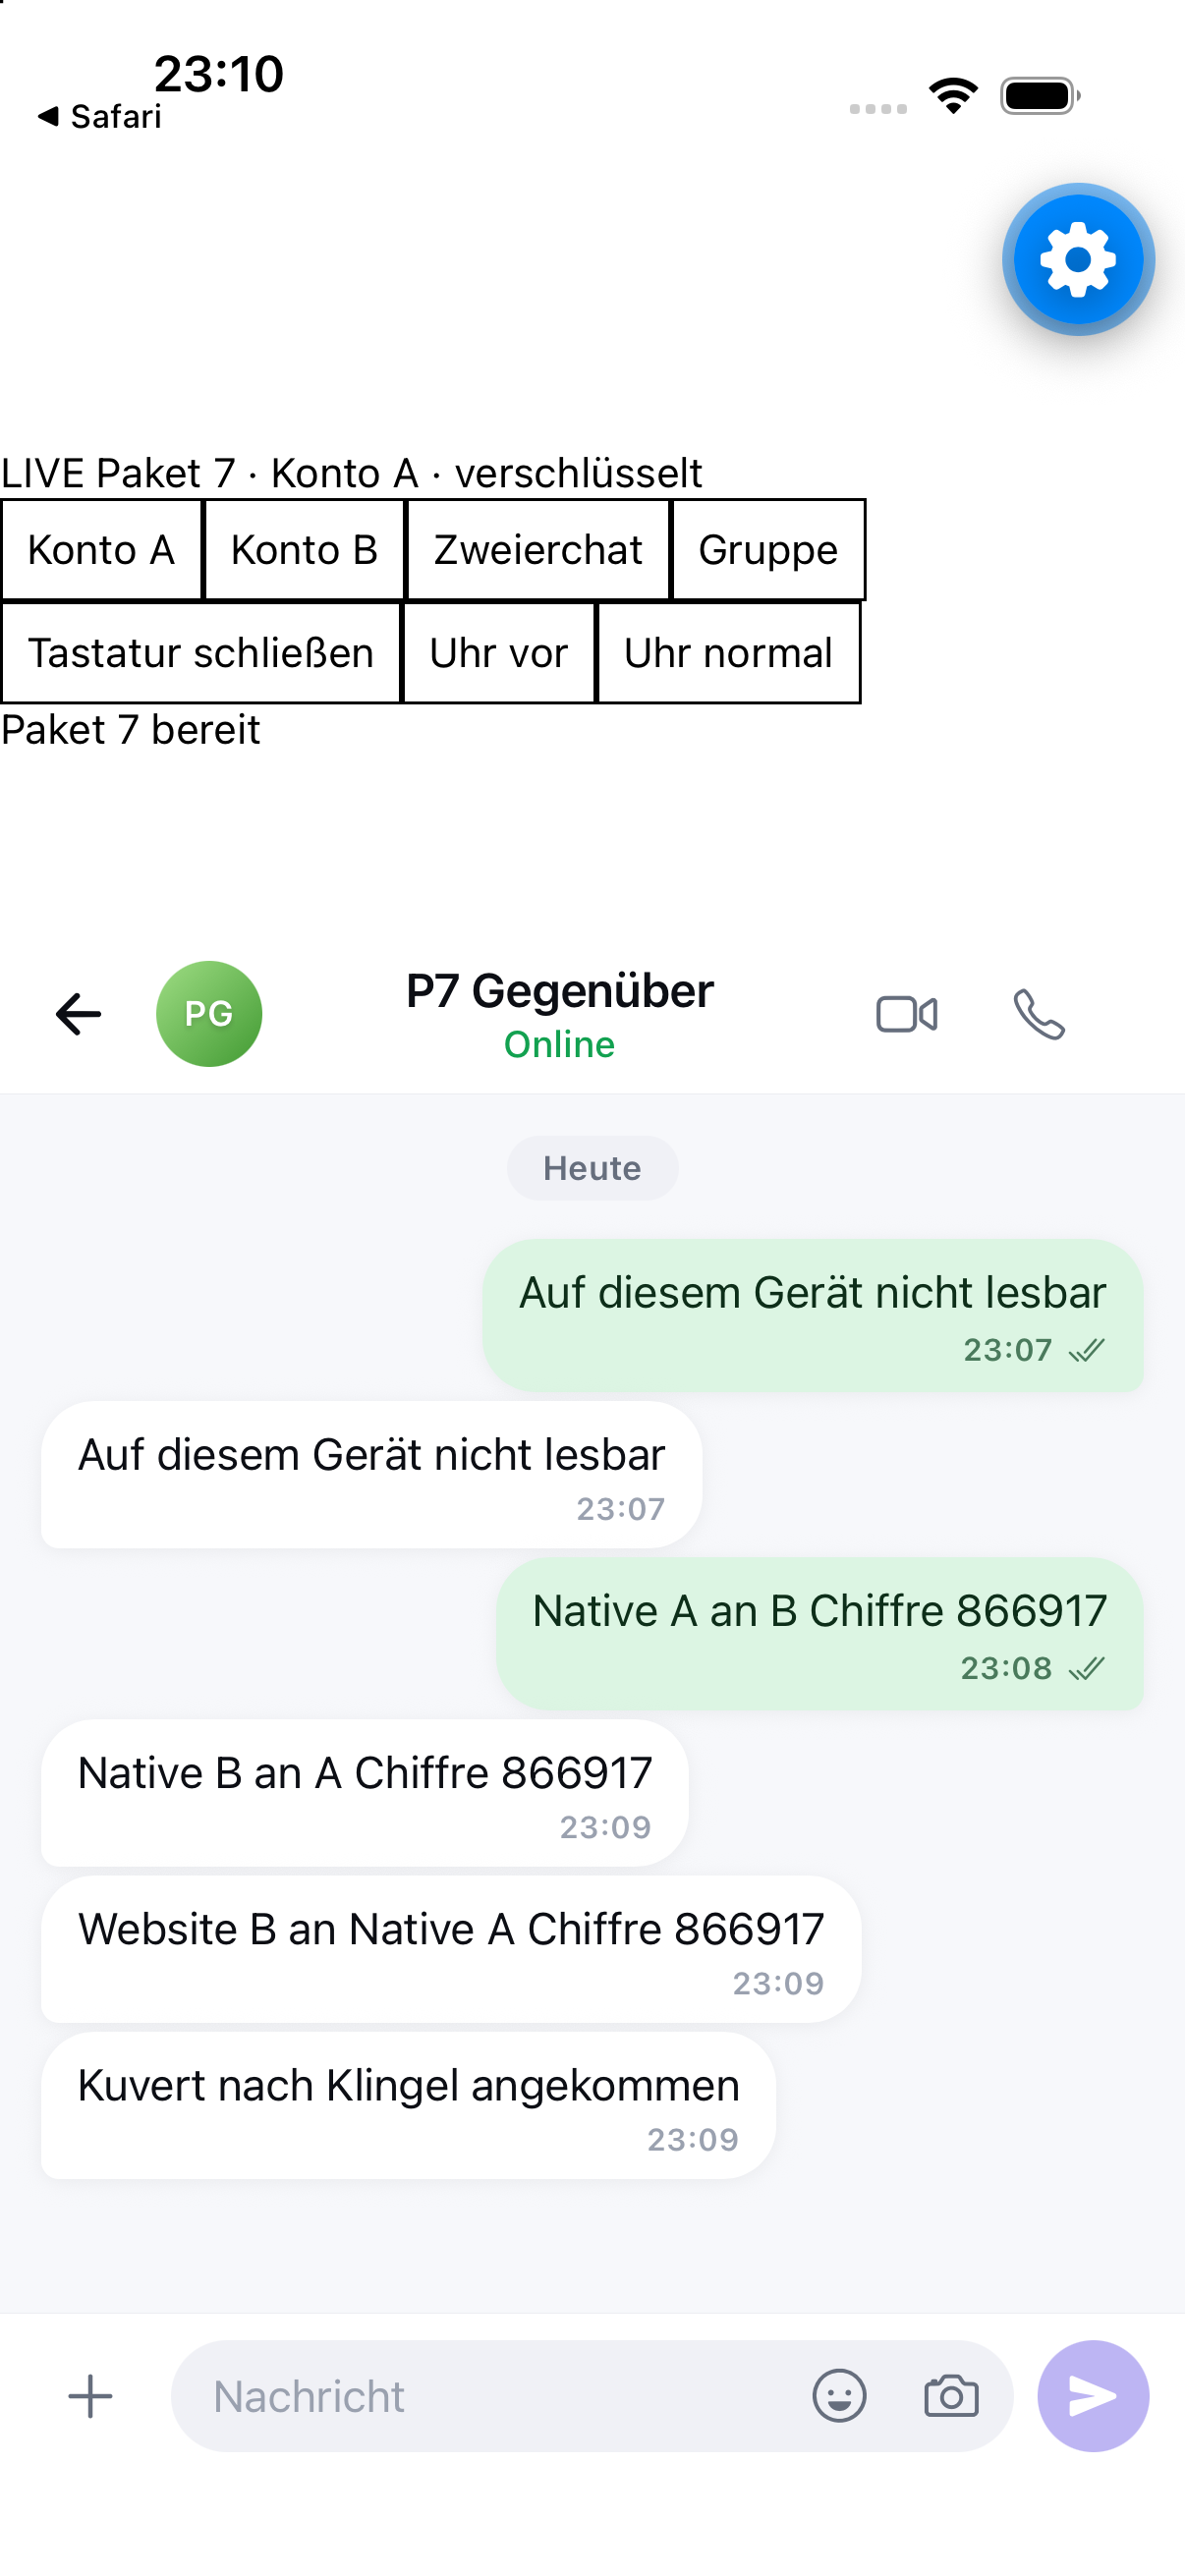 23:10
Safari
LIVE Paket 7 · Konto A · verschlüsselt
Konto A Konto B Zweierchat Gruppe
Tastatur schließen Uhr vor Uhr normal
Paket 7 bereit
PG
P7 Gegenüber
Online
Heute
Auf diesem Gerät nicht lesbar
23:07
Auf diesem Gerät nicht lesbar
23:07
Native A an B Chiffre 866917
23:08
Native B an A Chiffre 866917
23:09
Website B an Native A Chiffre 866917
23:09
Kuvert nach Klingel angekommen
23:09
Nachricht